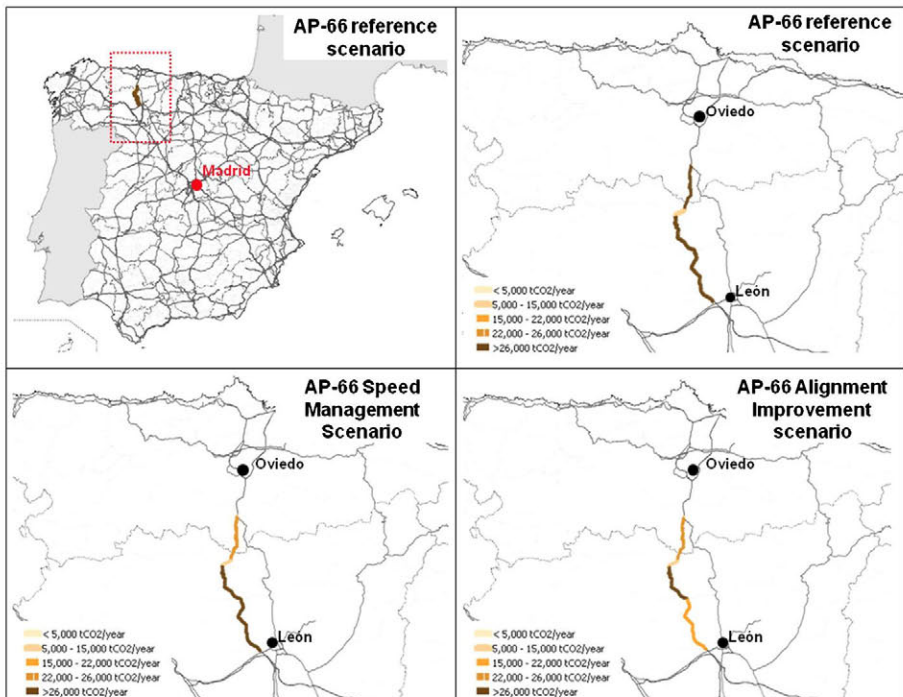 AP-66 reference
scenario
Madrid
AP-66 reference
scenario
Oviedo
León
< 5,000 tCO2/year
5,000 - 15,000 tCO2/year
15,000 - 22,000 tCO2/year
22,000 - 26,000 tCO2/year
>26,000 tCO2/year
AP-66 Speed
Management
Scenario
Oviedo
León
< 5,000 tCO2/year
5,000 - 15,000 tCO2/year
15,000 - 22,000 tCO2/year
22,000 - 26,000 tCO2/year
>26,000 tCO2/year
AP-66 Alignment
Improvement
scenario
Oviedo
León
< 5,000 tCO2/year
5,000 - 15,000 tCO2/year
15,000 - 22,000 tCO2/year
22,000 - 26,000 tCO2/year
>26,000 tCO2/year